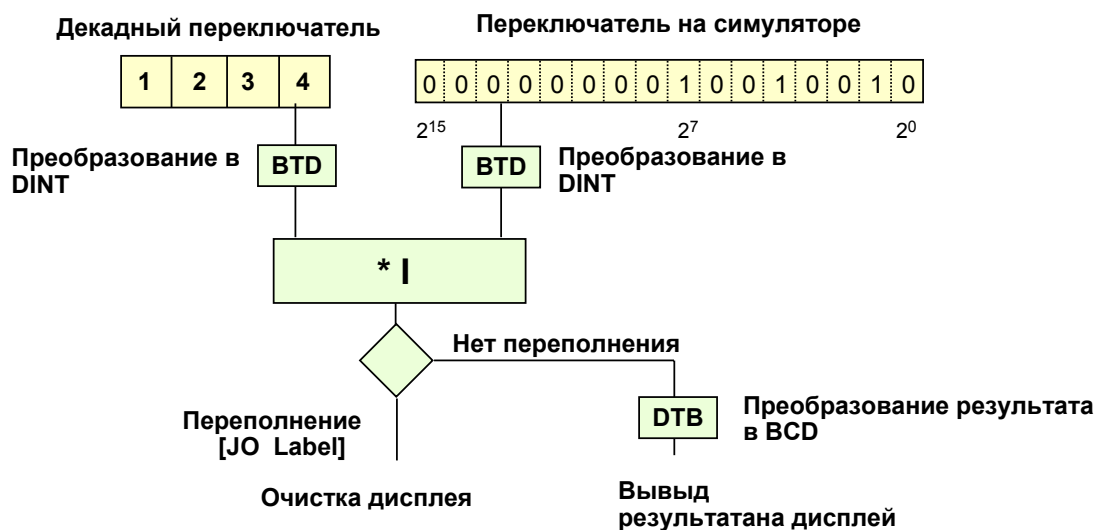 Декадный переключатель
Переключатель на симуляторе
1 2 3 4
0 0 0 0 0 0 0 0 1 0 0 1 0 0 1 0
2¹⁵ 2⁷ 2⁰
Преобразование в
DINT
BTD
BTD
Преобразование в
DINT
* I
Нет переполнения
Переполнение
[JO Label]
DTB
Преобразование результата
в BCD
Очистка дисплея
Вывыд
результатана дисплей